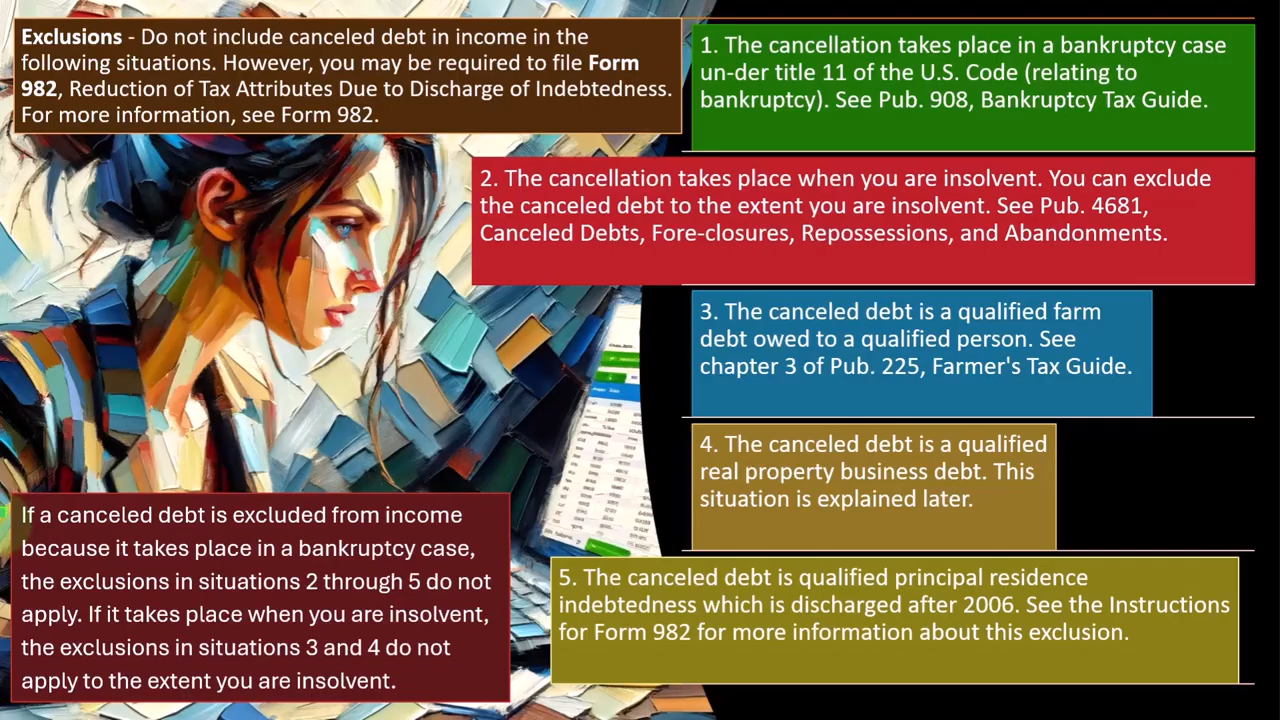 Exclusions - Do not include canceled debt in income in the
following situations. However, you may be required to file Form
982, Reduction of Tax Attributes Due to Discharge of Indebtedness.
For more information, see Form 982.
1. The cancellation takes place in a bankruptcy case
un-der title 11 of the U.S. Code (relating to
bankruptcy). See Pub. 908, Bankruptcy Tax Guide.
2. The cancellation takes place when you are insolvent. You can exclude
the canceled debt to the extent you are insolvent. See Pub. 4681,
Canceled Debts, Fore-closures, Repossessions, and Abandonments.
3. The canceled debt is a qualified farm
debt owed to a qualified person. See
chapter 3 of Pub. 225, Farmer's Tax Guide.
4. The canceled debt is a qualified
real property business debt. This
situation is explained later.
If a canceled debt is excluded from income
because it takes place in a bankruptcy case,
the exclusions in situations 2 through 5 do not
apply. If it takes place when you are insolvent,
the exclusions in situations 3 and 4 do not
apply to the extent you are insolvent.
5. The canceled debt is qualified principal residence
indebtedness which is discharged after 2006. See the Instructions
for Form 982 for more information about this exclusion.